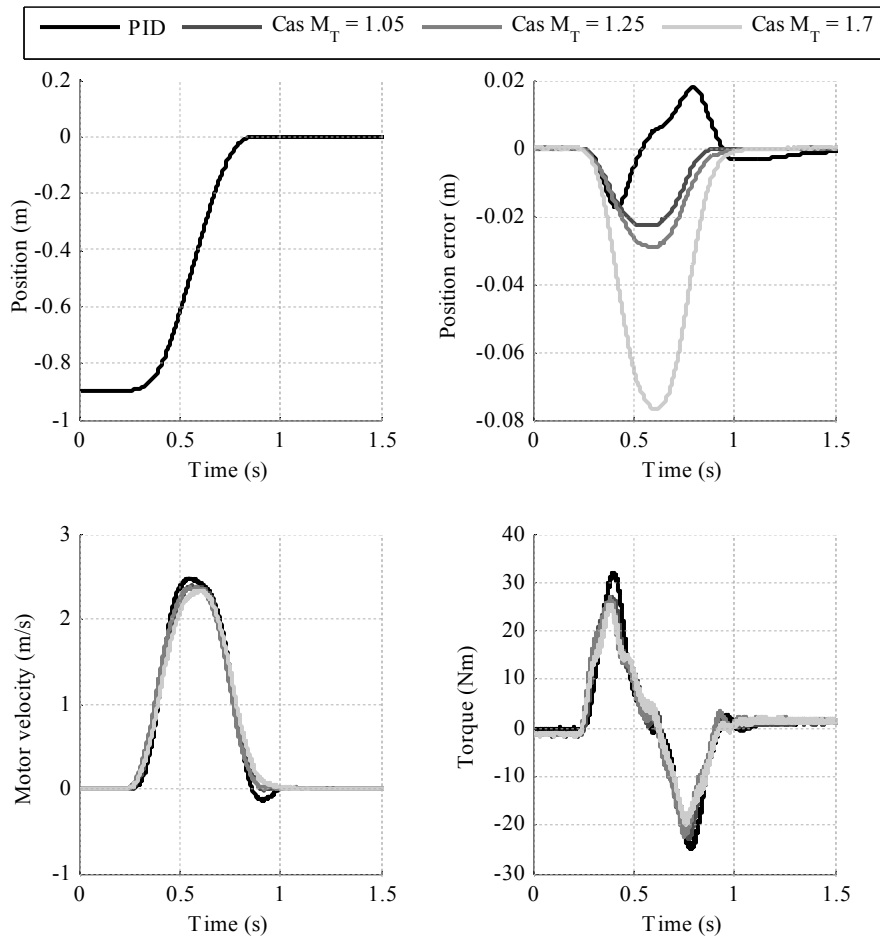 PID Cas M_T = 1.05 Cas M_T = 1.25 Cas M_T = 1.7
0.2
0
-0.2
-0.4
-0.6
-0.8
-1
Position (m)
0 0.5 1 1.5
Time (s)
0.02
0
-0.02
-0.04
-0.06
-0.08
Position error (m)
0 0.5 1 1.5
Time (s)
3
2
1
0
-1
Motor velocity (m/s)
0 0.5 1 1.5
Time (s)
40
30
20
10
0
-10
-20
-30
Torque (Nm)
0 0.5 1 1.5
Time (s)